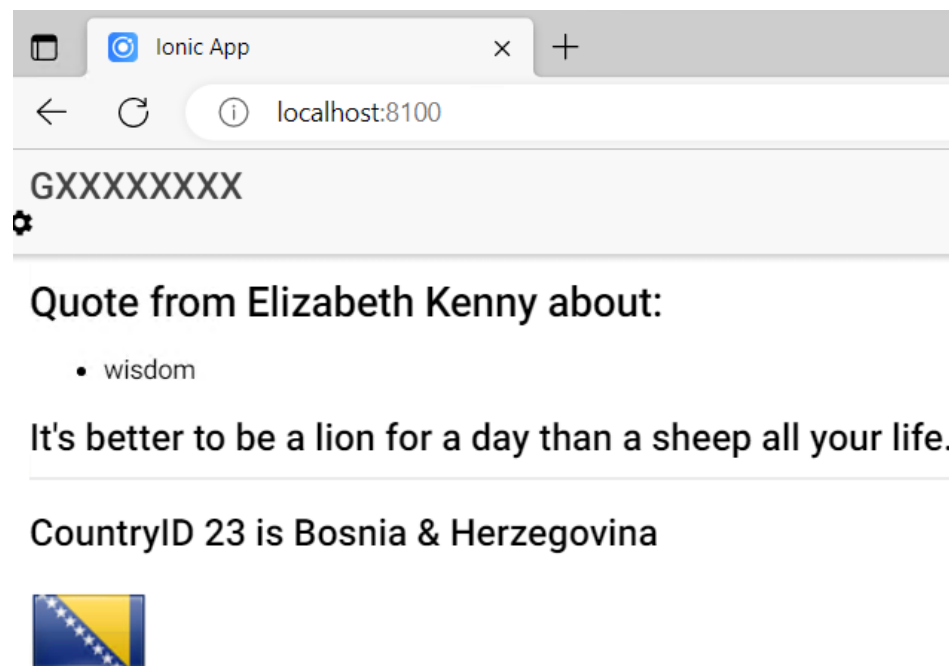 Ionic App
localhost:8100
GXXXXXXXX
Quote from Elizabeth Kenny about:
• wisdom
It's better to be a lion for a day than a sheep all your life.
CountryID 23 is Bosnia & Herzegovina